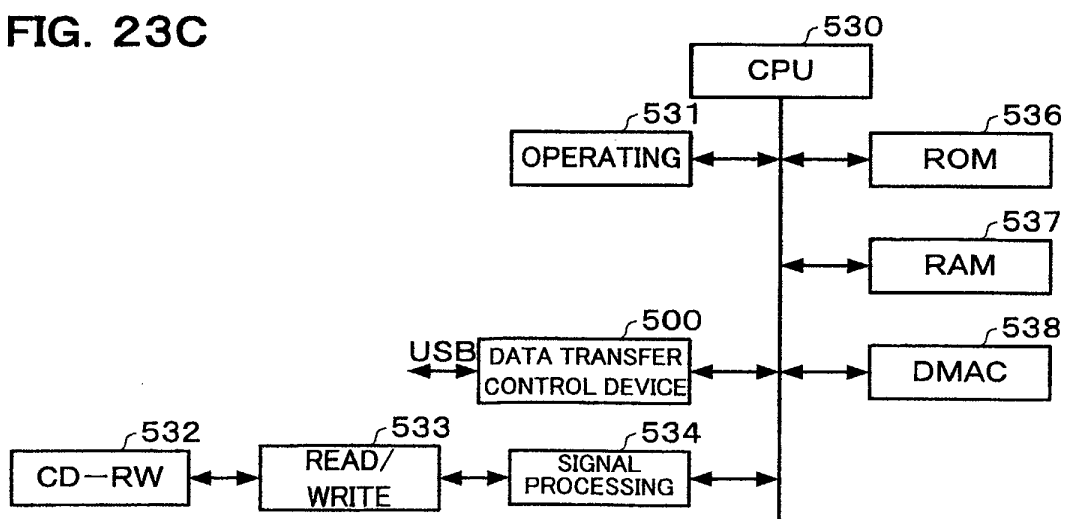 FIG. 23C
530
CPU
531
OPERATING
536
ROM
537
RAM
500
USB
DATA TRANSFER
CONTROL DEVICE
538
DMAC
532
CD-RW
533
READ/
WRITE
534
SIGNAL
PROCESSING